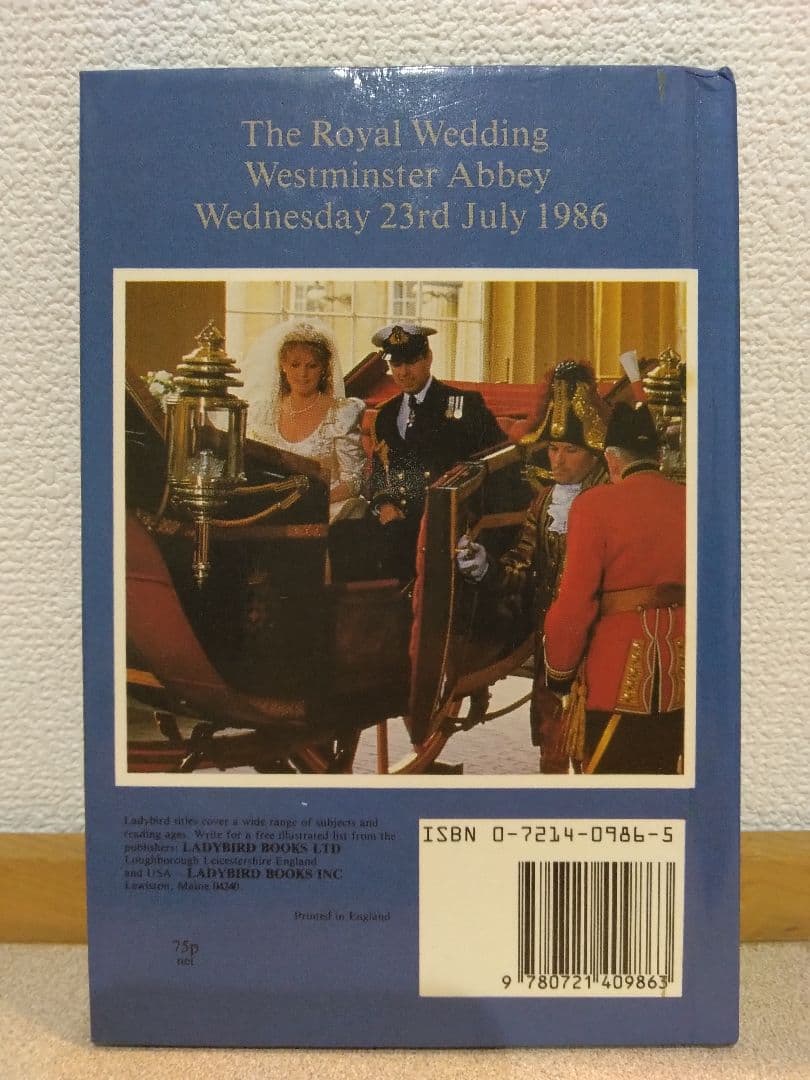 The Royal Wedding
Westminster Abbey
Wednesday 23rd July 1986
Ladybird titles cover a wide range of subjects and
reading ages. Write for a free illustrated list from the
publishers: LADYBIRD BOOKS LTD
Loughborough Leicestershire England
and USA LADYBIRD BOOKS INC
Lewiston, Maine 04240.
Printed in England
75p
net
ISBN 0-7214-0986-5
9 780721 409863